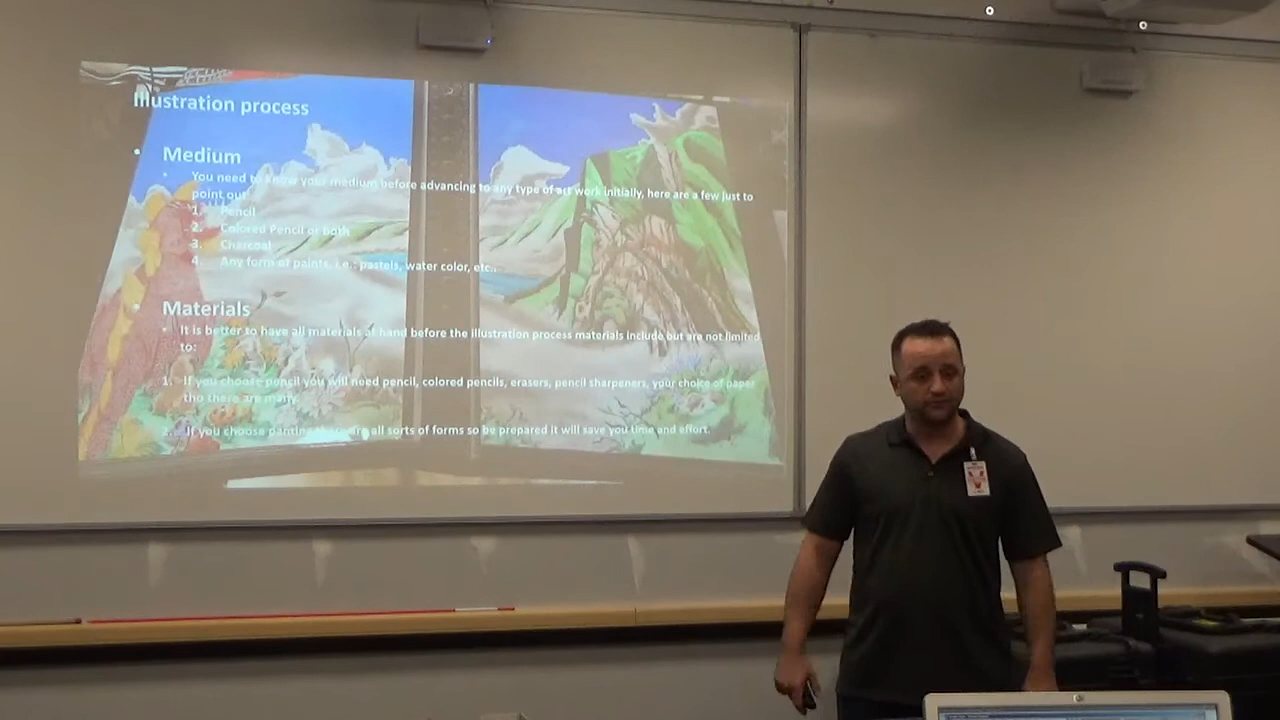 Illustration process
Medium
You need to know your medium before advancing to any type of art work initially, here are a few just to
point out
1. Pencil
2. Colored Pencil or both
3. Charcoal
4. Any form of paints, i.e.: pastels, water color, etc..
Materials
It is better to have all materials at hand before the illustration process materials include but are not limited
to:
1. If you choose pencil you will need pencil, colored pencils, erasers, pencil sharpeners, your choice of paper
tho there are many.
2. If you choose panting are all sorts of forms so be prepared it will save you time and effort.